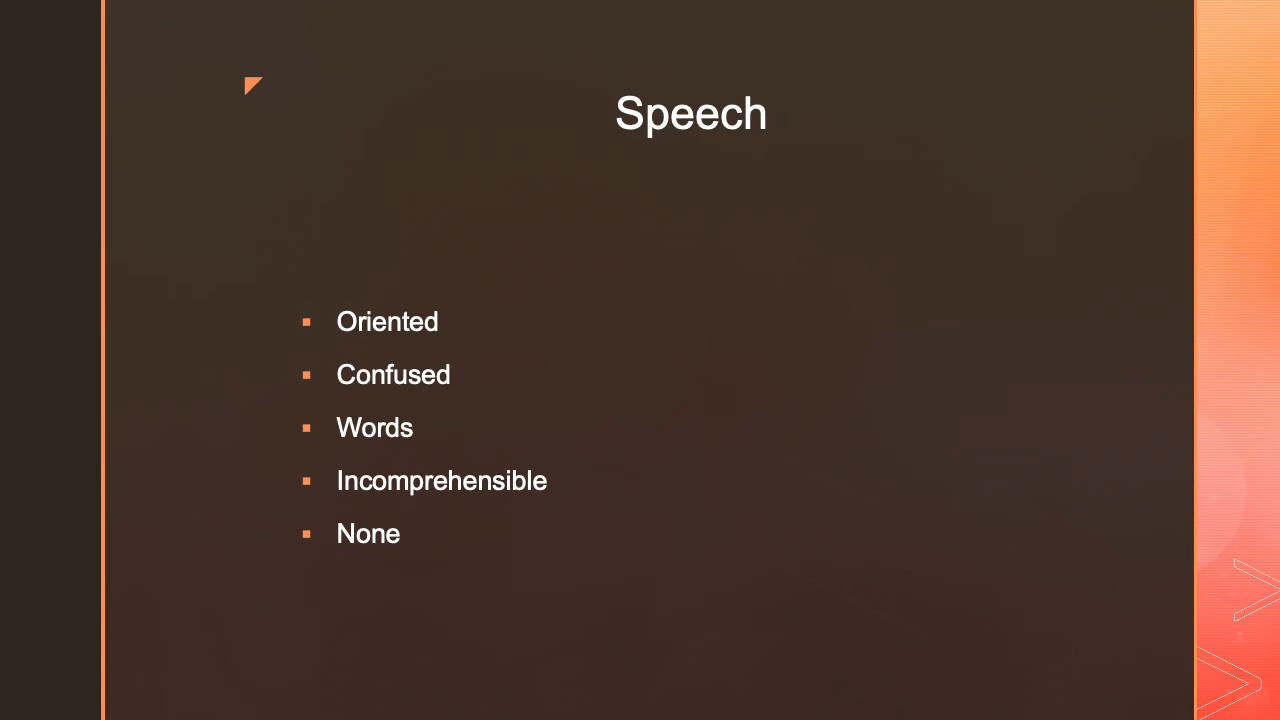 Speech
Oriented
Confused
Words
Incomprehensible
None